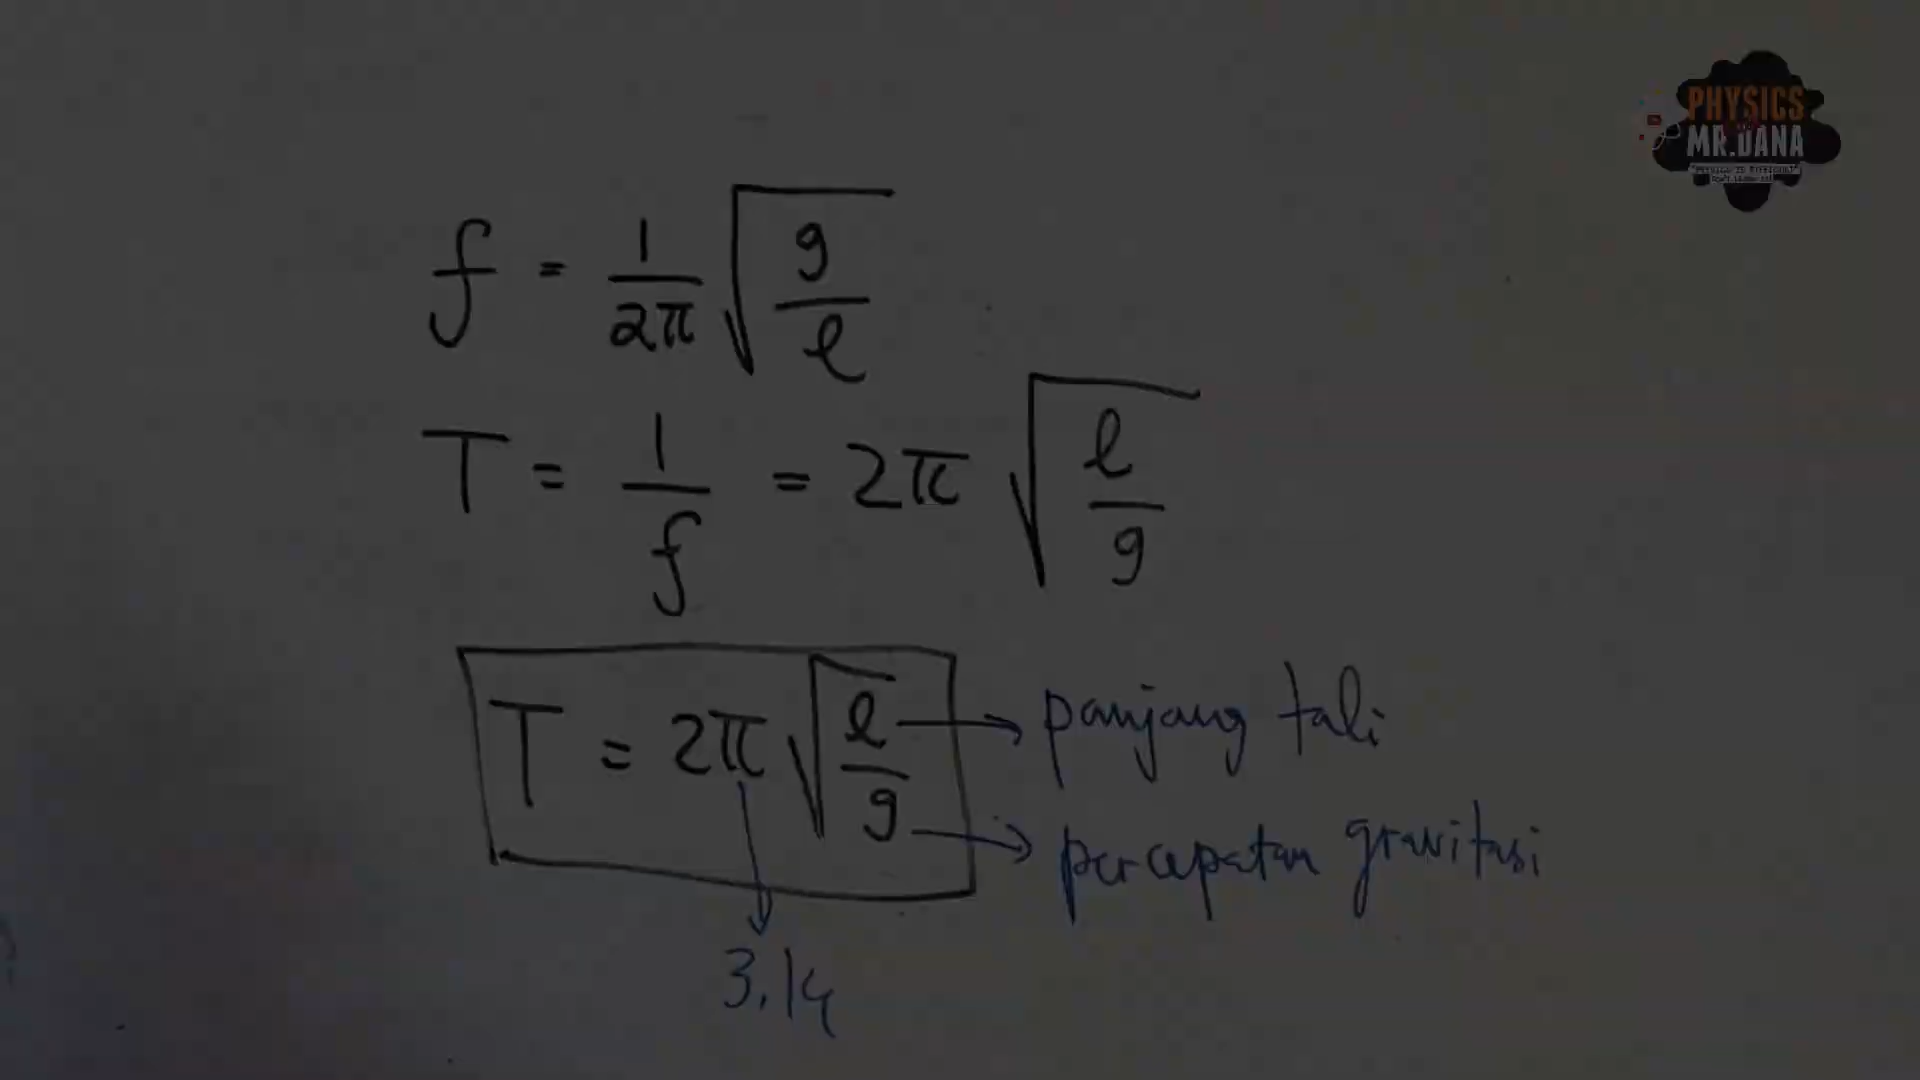 PHYSICS
MR.DANA
f = 1/2π √(g/l)
T = 1/f = 2π √(l/g)
T = 2π √(l/g)
panjang tali
percepatan gravitasi
3.14